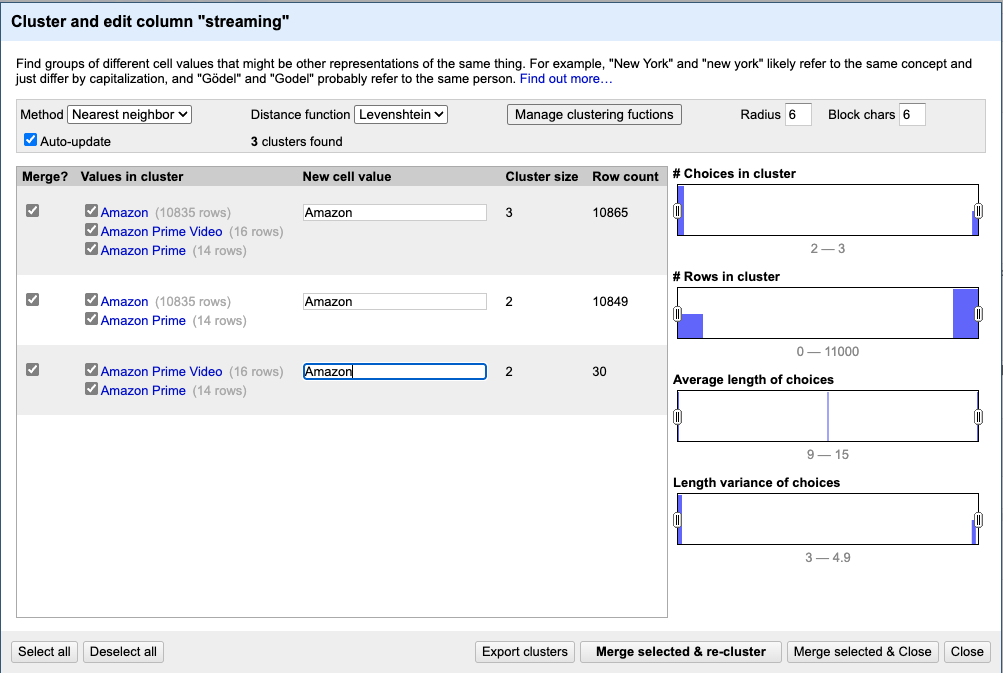 Cluster and edit column "streaming"
Find groups of different cell values that might be other representations of the same thing. For example, "New York" and "new york" likely refer to the same concept and
just differ by capitalization, and "Gödel" and "Godel" probably refer to the same person. Find out more…
Method Nearest neighbor Distance function Levenshtein Manage clustering fuctions Radius 6 Block chars 6
Auto-update 3 clusters found
Merge? Values in cluster New cell value Cluster size Row count
Amazon (10835 rows) Amazon 3 10865
Amazon Prime Video (16 rows)
Amazon Prime (14 rows)
Amazon (10835 rows) Amazon 2 10849
Amazon Prime (14 rows)
Amazon Prime Video (16 rows) Amazon 2 30
Amazon Prime (14 rows)
# Choices in cluster
2 — 3
# Rows in cluster
0 — 11000
Average length of choices
9 — 15
Length variance of choices
3 — 4.9
Select all Deselect all Export clusters Merge selected & re-cluster Merge selected & Close Close